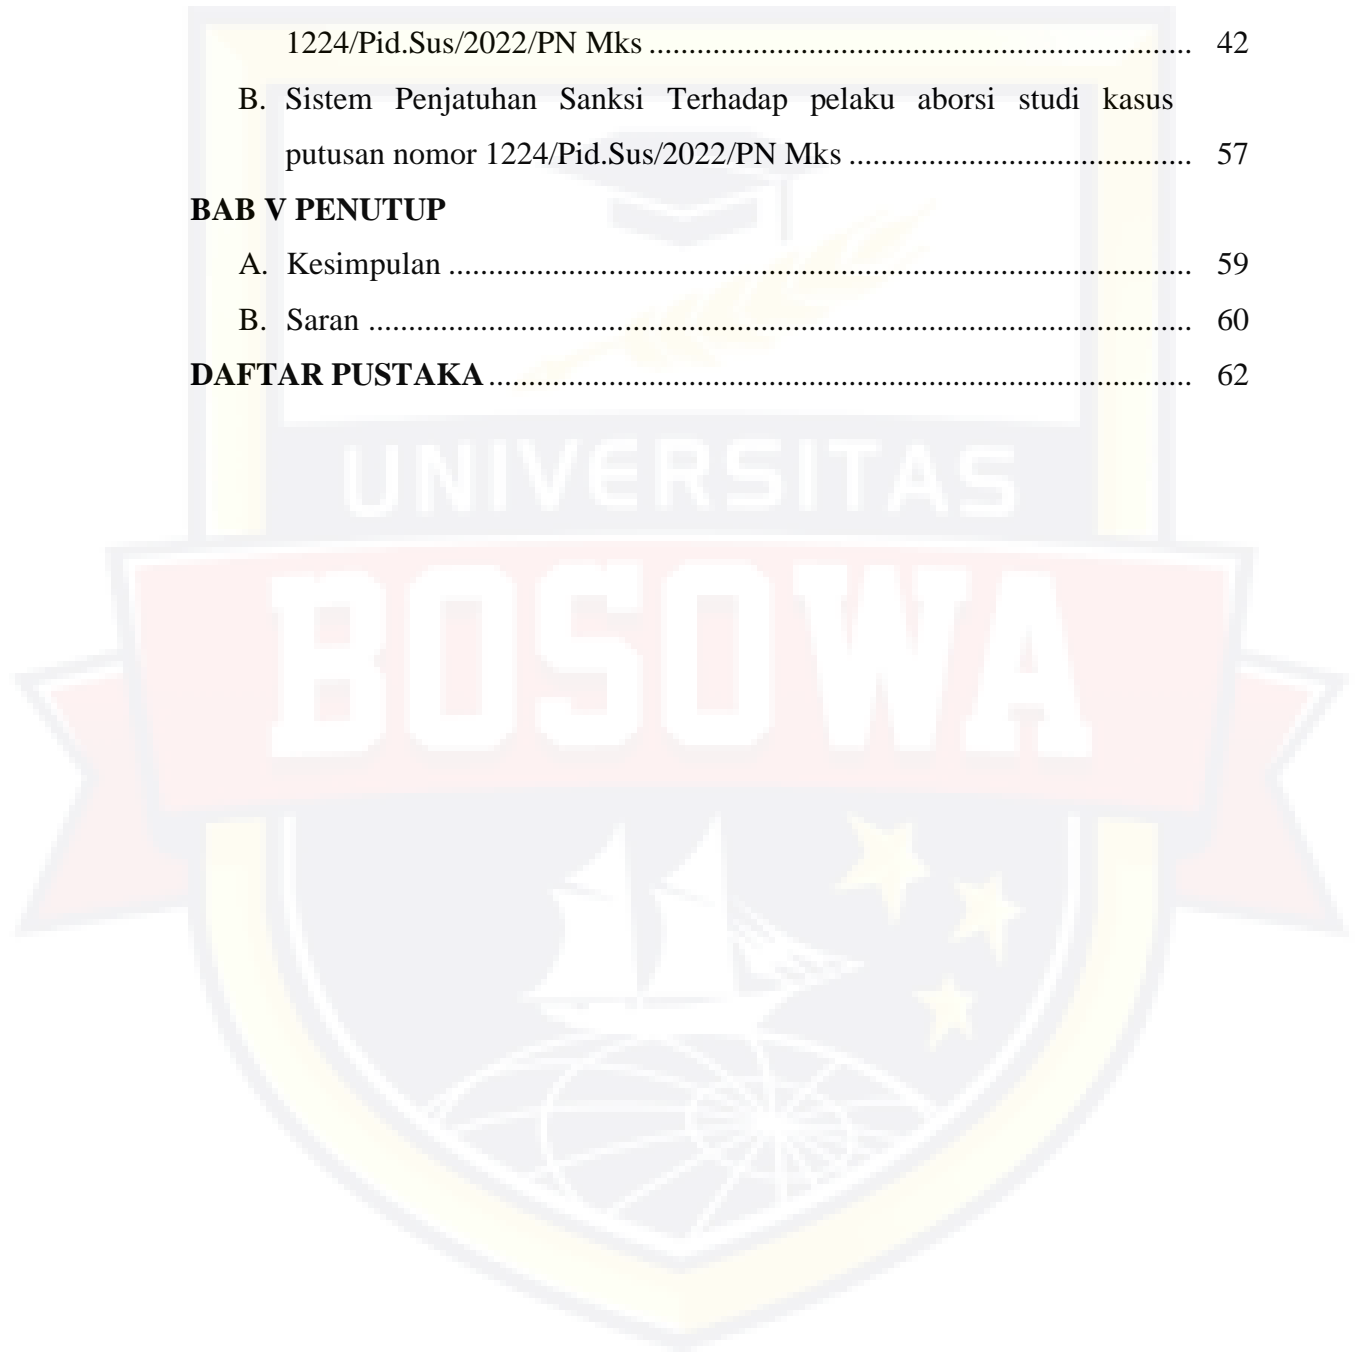 1224/Pid.Sus/2022/PN Mks .................................................................... 42
B. Sistem Penjatuhan Sanksi Terhadap pelaku aborsi studi kasus
putusan nomor 1224/Pid.Sus/2022/PN Mks ........................................... 57
BAB V PENUTUP
A. Kesimpulan ............................................................................................. 59
B. Saran ....................................................................................................... 60
DAFTAR PUSTAKA ........................................................................................ 62
UNIVERSITAS
BOSOWA